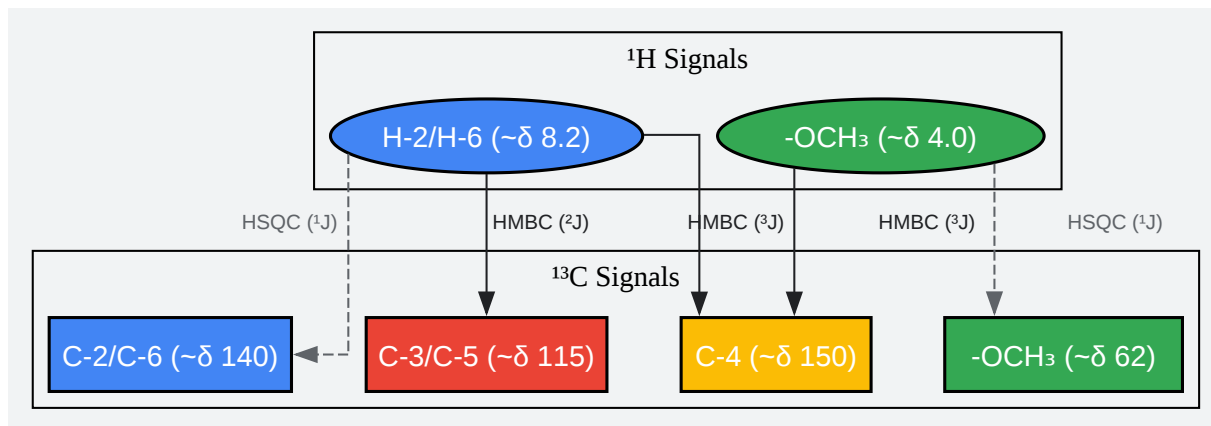 ¹H Signals
H-2/H-6 (~δ 8.2)
-OCH₃ (~δ 4.0)
HSQC (¹J)
HMBC (²J)
HMBC (³J)
HMBC (³J)
HSQC (¹J)
¹³C Signals
C-2/C-6 (~δ 140)
C-3/C-5 (~δ 115)
C-4 (~δ 150)
-OCH₃ (~δ 62)